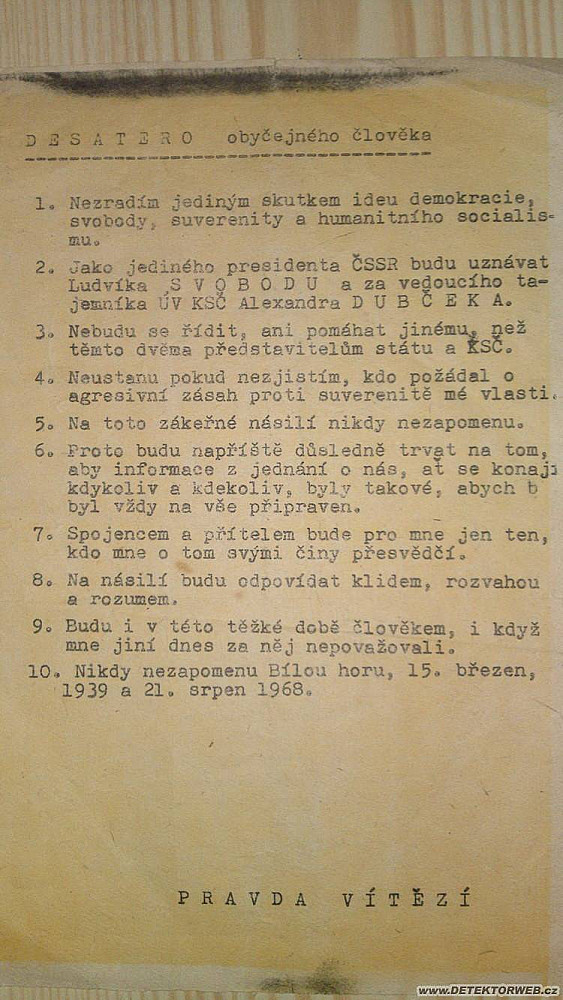 D E S A T E R O obyčejného člověka
1. Nezradím jediným skutkem ideu demokracie,
svobody, suverenity a humanitního socialis=
mu.
2. Jako jediného presidenta ČSSR budu uznávat
Ludvíka S V O B O D U a za vedoucího ta-
jemníka ÚV KSČ Alexandra D U B Č E K A.
3. Nebudu se řídit, ani pomáhat jinému, než
těmto dvěma představitelům státu a KSČ.
4. Neustanu pokud nezjistím, kdo požádal o
agresivní zásah proti suverenitě mé vlasti.
5. Na toto zákeřné násilí nikdy nezapomenu.
6. Proto budu napříště důsledně trvat na tom,
aby informace z jednání o nás, ať se konají
kdykoliv a kdekoliv, byly takové, abych b
byl vždy na vše připraven.
7. Spojencem a přítelem bude pro mne jen ten,
kdo mne o tom svými činy přesvědčí.
8. Na násilí budu odpovídat klidem, rozvahou
a rozumem.
9. Budu i v této těžké době člověkem, i když
mne jiní dnes za něj nepovažovali.
10. Nikdy nezapomenu Bílou horu, 15. březen,
1939 a 21. srpen 1968.
P R A V D A V Í T Ě Z Í
www.DETEKTORWEB.cz